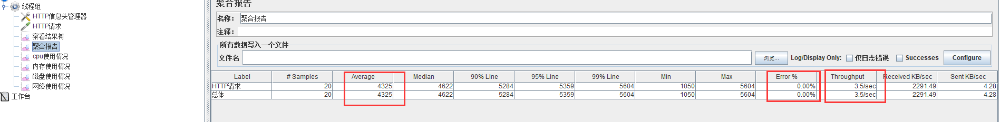 线程组
HTTP信息头管理器
HTTP请求
察看结果树
聚合报告
cpu使用情况
内存使用情况
磁盘使用情况
网络使用情况
工作台
聚合报告
名称： 聚合报告
注释：
所有数据写入一个文件
文件名 浏览... Log/Display Only: 仅日志错误 Successes Configure
Label # Samples Average Median 90% Line 95% Line 99% Line Min Max Error % Throughput Received KB/sec Sent KB/sec
HTTP请求 20 4325 4622 5284 5359 5604 1050 5604 0.00% 3.5/sec 2291.49 4.28
总体 20 4325 4622 5284 5359 5604 1050 5604 0.00% 3.5/sec 2291.49 4.28